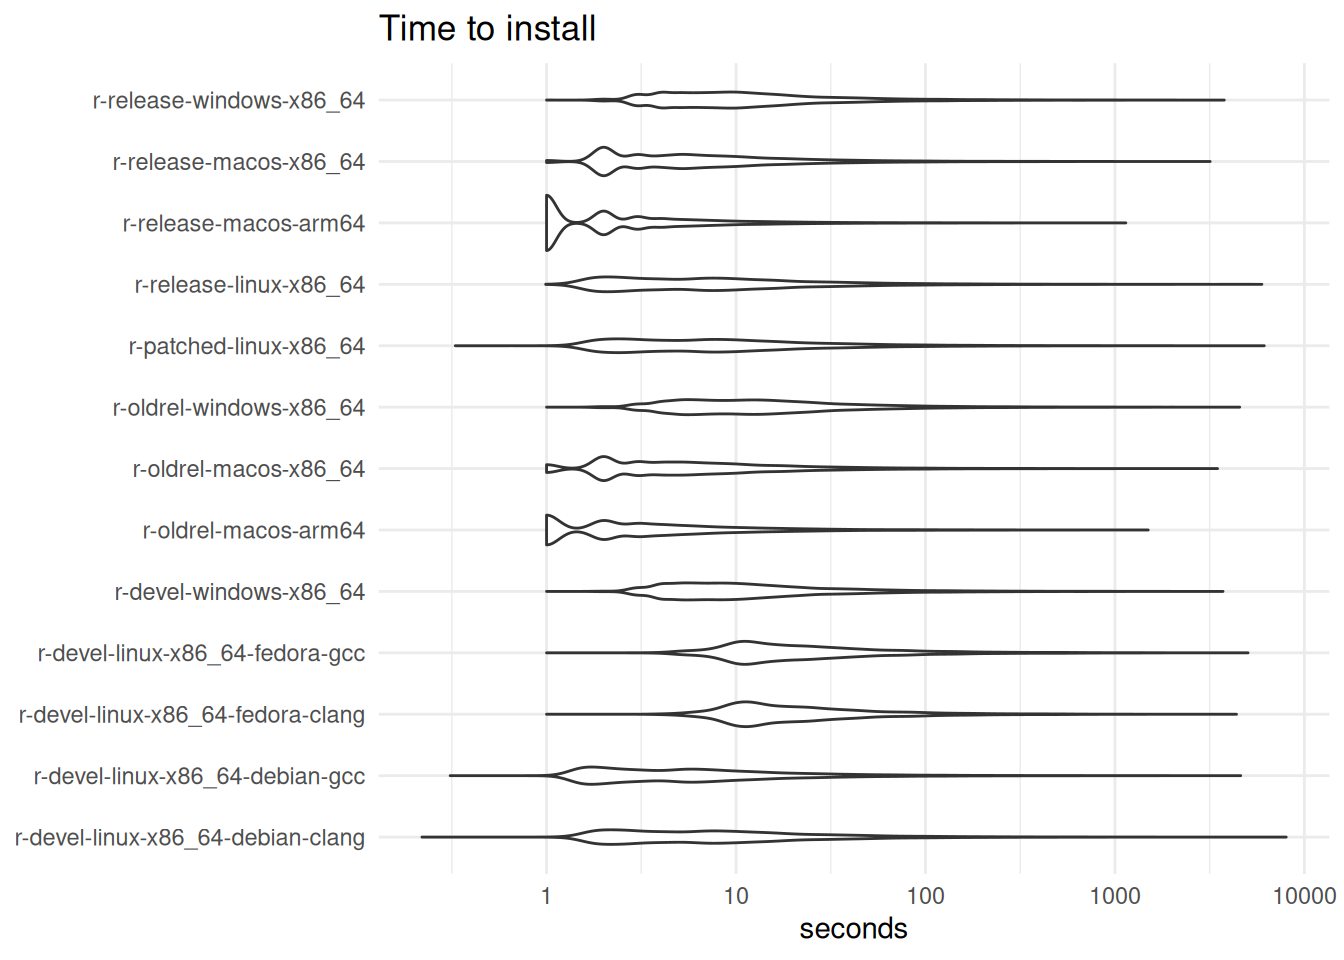 Time to install
r-release-windows-x86_64
r-release-macos-x86_64
r-release-macos-arm64
r-release-linux-x86_64
r-patched-linux-x86_64
r-oldrel-windows-x86_64
r-oldrel-macos-x86_64
r-oldrel-macos-arm64
r-devel-windows-x86_64
r-devel-linux-x86_64-fedora-gcc
r-devel-linux-x86_64-fedora-clang
r-devel-linux-x86_64-debian-gcc
r-devel-linux-x86_64-debian-clang
1 10 100 1000 10000
seconds